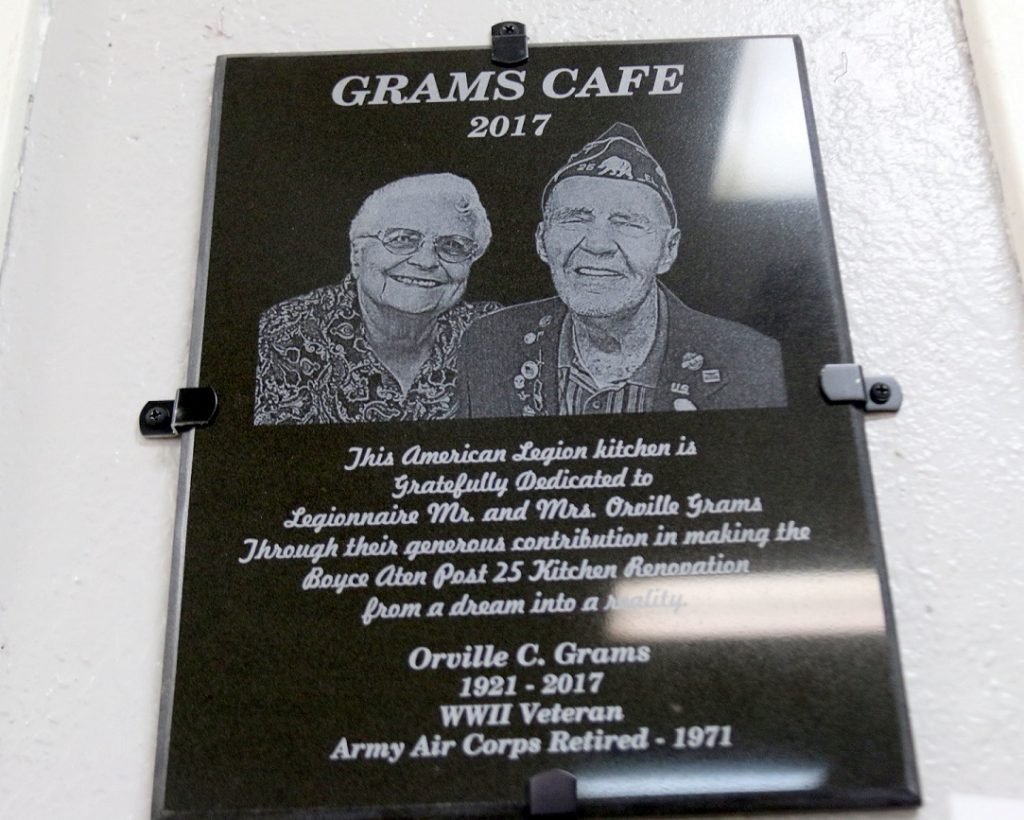 GRAMS CAFE
2017
25
U.S.
This American Legion kitchen is
Gratefully Dedicated to
Legionnaire Mr. and Mrs. Orville Grams
Through their generous contribution in making the
Boyce Aten Post 25 Kitchen Renovation
from a dream into a reality.
Orville C. Grams
1921 - 2017
WWII Veteran
Army Air Corps Retired - 1971